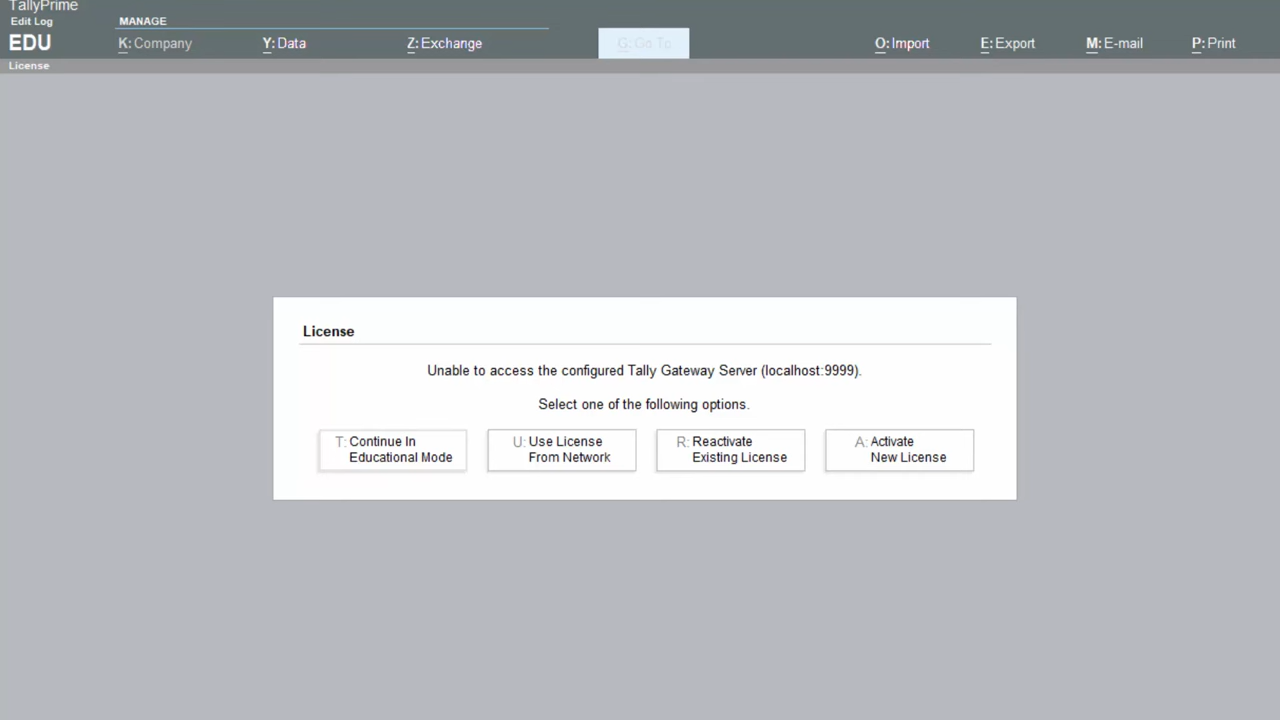 TallyPrime
Edit Log
MANAGE
EDU
K: Company
Y: Data
Z: Exchange
G: Go To
O: Import
E: Export
M: E-mail
P: Print
License
License
Unable to access the configured Tally Gateway Server (localhost:9999).
Select one of the following options.
T: Continue In
Educational Mode
U: Use License
From Network
R: Reactivate
Existing License
A: Activate
New License